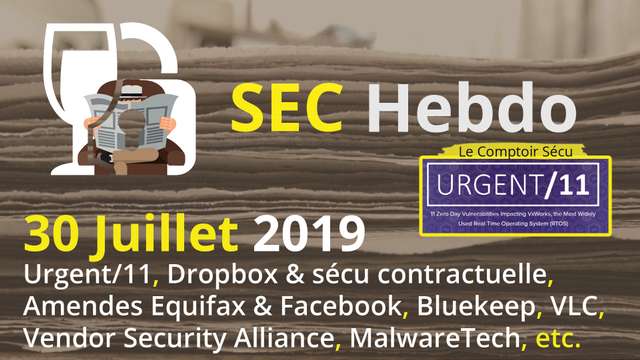 SEC Hebdo
Le Comptoir Sécu
URGENT/11
11 Zero Day Vulnerabilities Impacting VxWorks, the Most Widely
Used Real Time Operating System (RTOS)
30 Juillet 2019
Urgent/11, Dropbox & sécu contractuelle,
Amendes Equifax & Facebook, Bluekeep, VLC,
Vendor Security Alliance, MalwareTech, etc.